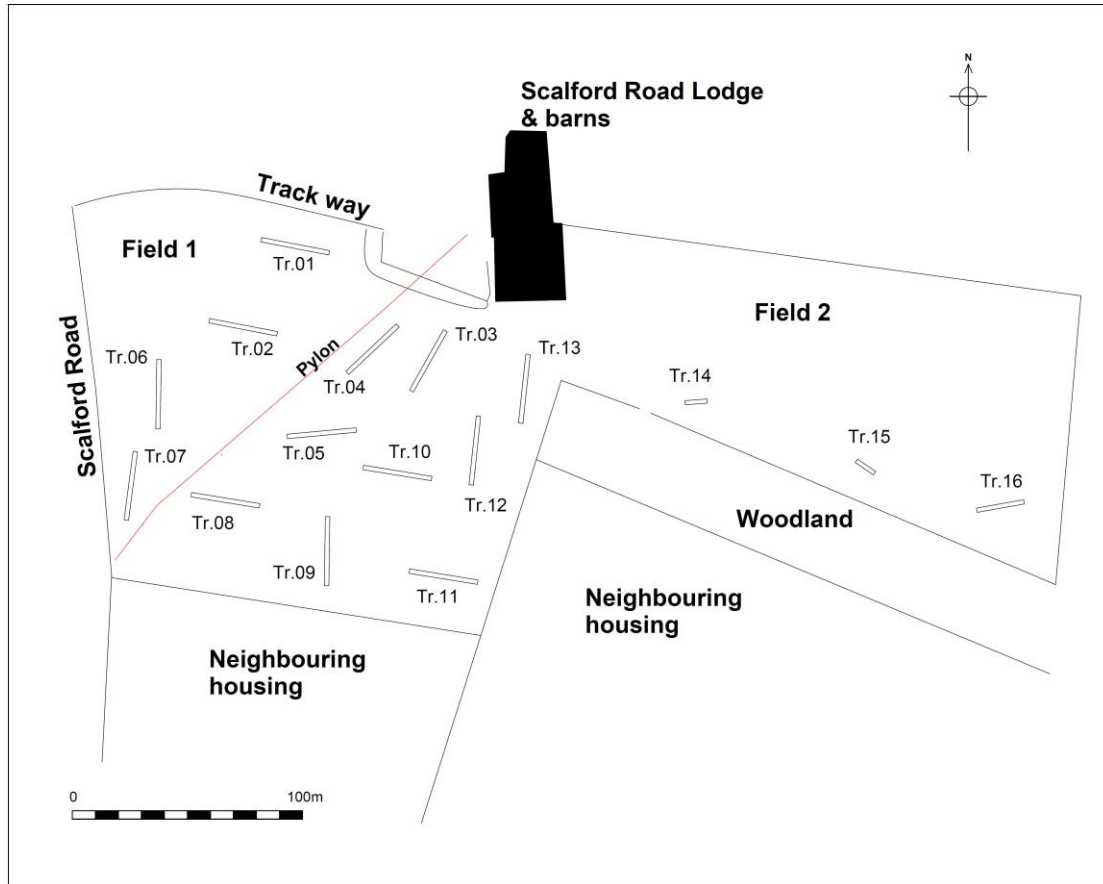 N
Scalford Road Lodge
& barns
Track way
Field 1
Tr.01
Field 2
Tr.02
Tr.03
Tr.13
Tr.06
Pylon
Tr.04
Scalford Road
Tr.14
Tr.05
Tr.07
Tr.10
Tr.15
Tr.16
Tr.08
Tr.12
Woodland
Tr.09
Tr.11
Neighbouring
housing
Neighbouring
housing
0
100m